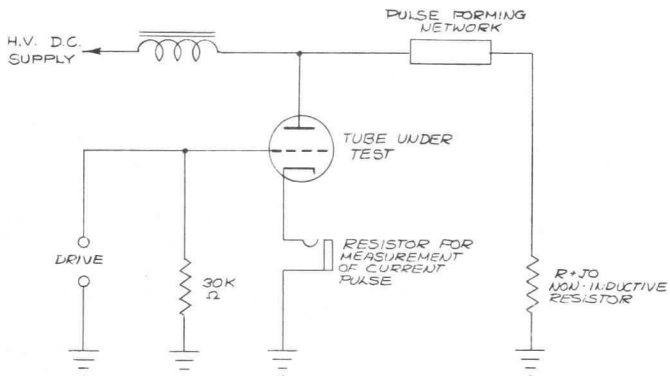 PULSE FORMING
NETWORK
H.V. D.C.
SUPPLY
TUBE UNDER
TEST
DRIVE
30K
Ω
RESISTOR FOR
MEASUREMENT
OF CURRENT
PULSE
R+JO
NON-INDUCTIVE
RESISTOR